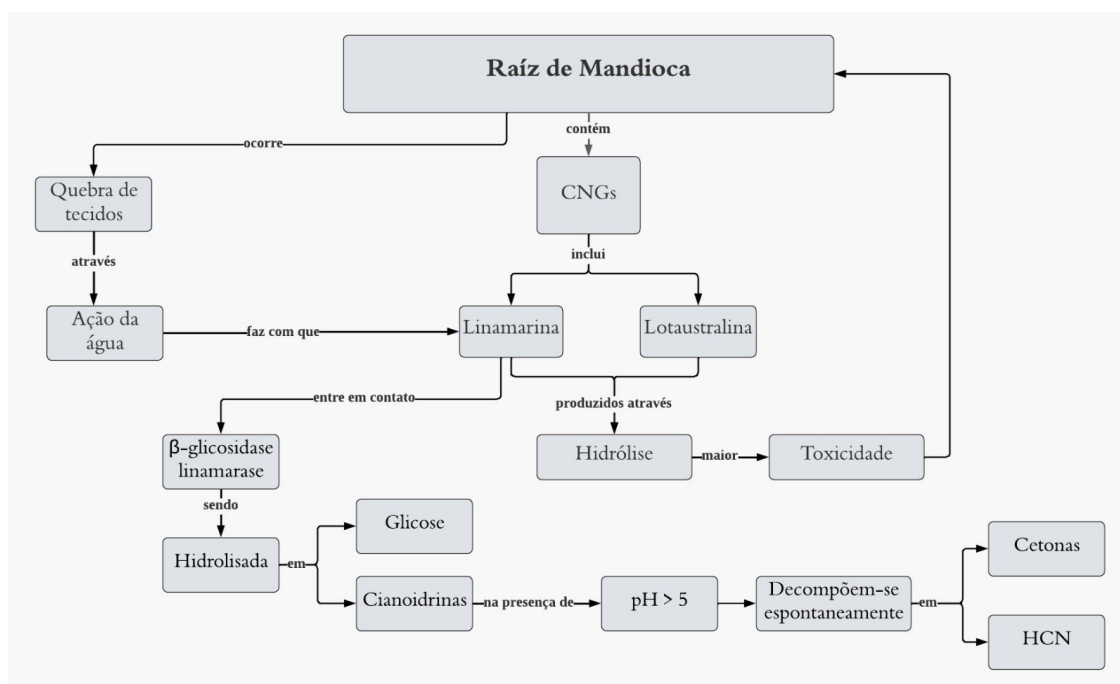 Raíz de Mandioca
contém
ocorre
Quebra de
tecidos
CNGs
através
inclui
Ação da
água
faz com que
Linamarina
Lotaustralina
entre em contato
produzidos através
β-glicosidase
linamarase
Hidrólise
maior
Toxicidade
sendo
Hidrolisada
em
Glicose
Cianoidrinas
na presença de
pH > 5
Decompõem-se
espontaneamente
em
Cetonas
HCN